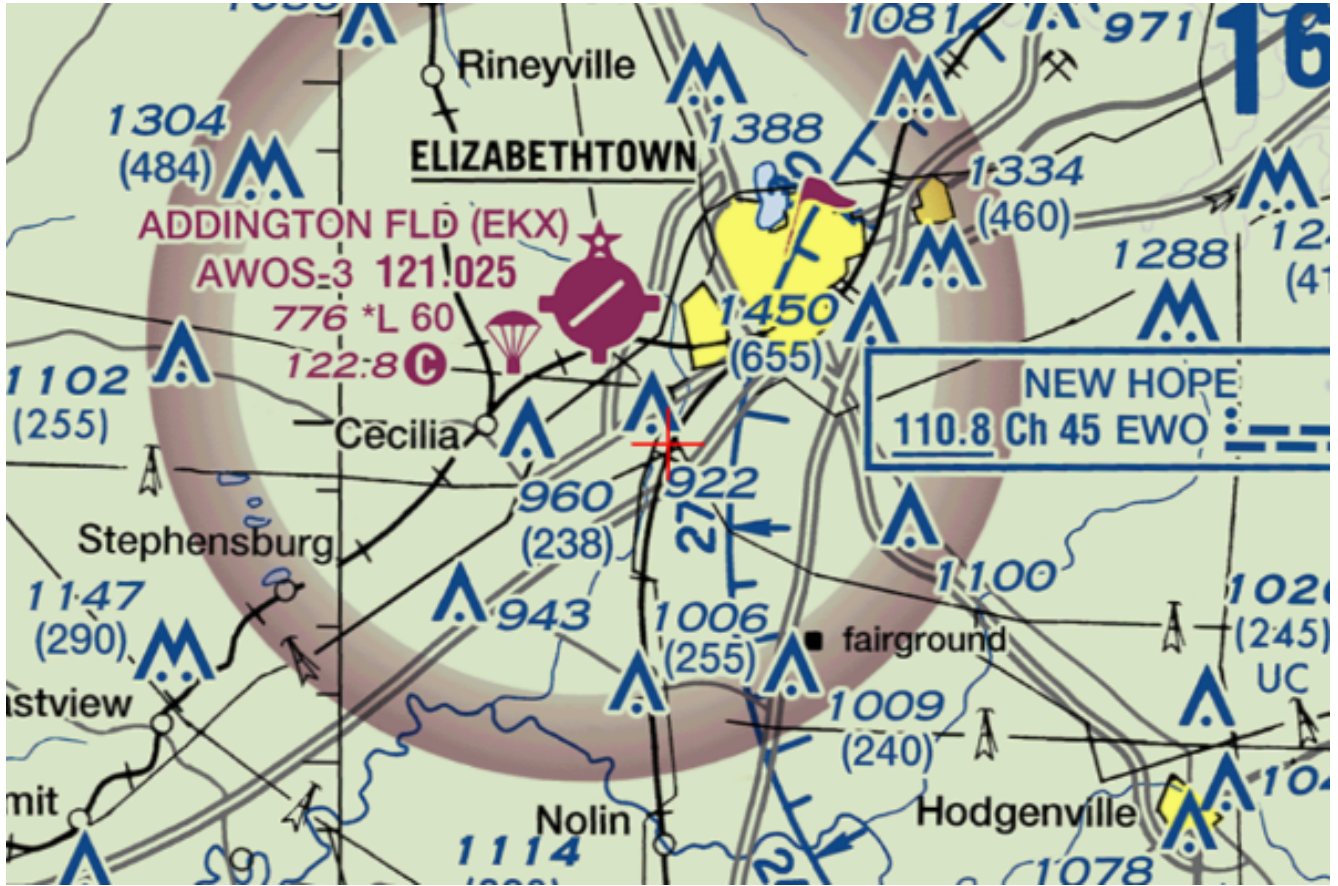 1081
971
16
Rineyville
1304
(484)
1388
ELIZABETHTOWN
1334
(460)
ADDINGTON FLD (EKX)
AWOS-3 121.025
776 *L 60
122.8 C
1288
1450
(655)
1102
(255)
NEW HOPE
110.8 Ch 45 EWO
Cecilia
960
(238)
922
27
Stephensburg
1147
(290)
943
1006
(255)
1100
fairground
(245)
UC
1009
(240)
Nolin
Hodgenville
1114
1078